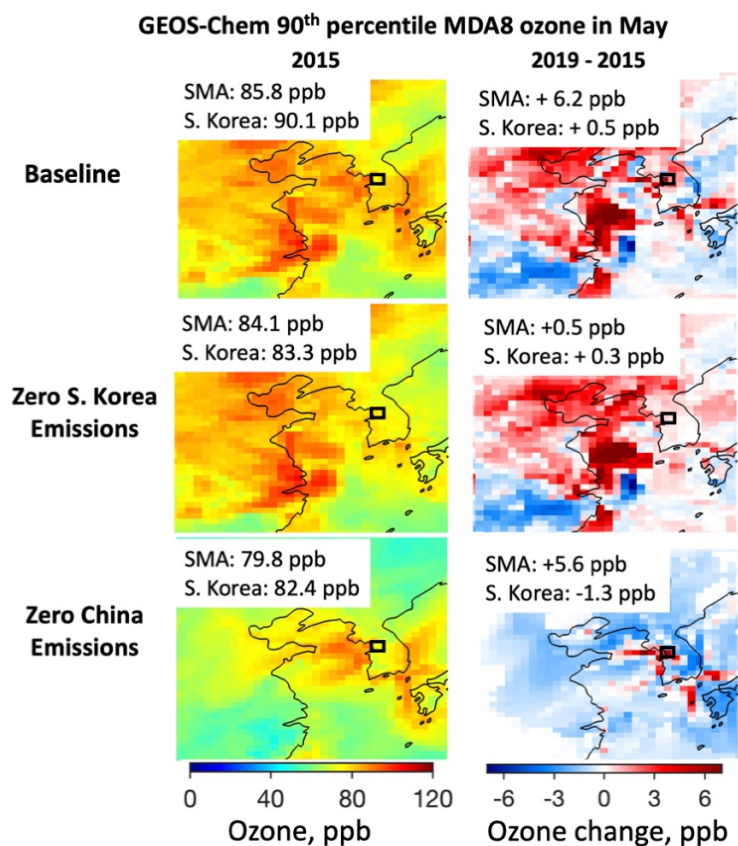 GEOS-Chem 90th percentile MDA8 ozone in May
2015
2019 - 2015
Baseline
SMA: 85.8 ppb
S. Korea: 90.1 ppb
SMA: + 6.2 ppb
S. Korea: + 0.5 ppb
Zero S. Korea
Emissions
SMA: 84.1 ppb
S. Korea: 83.3 ppb
SMA: +0.5 ppb
S. Korea: + 0.3 ppb
Zero China
Emissions
SMA: 79.8 ppb
S. Korea: 82.4 ppb
SMA: +5.6 ppb
S. Korea: -1.3 ppb
0 40 80 120
Ozone, ppb
-6 -3 0 3 6
Ozone change, ppb